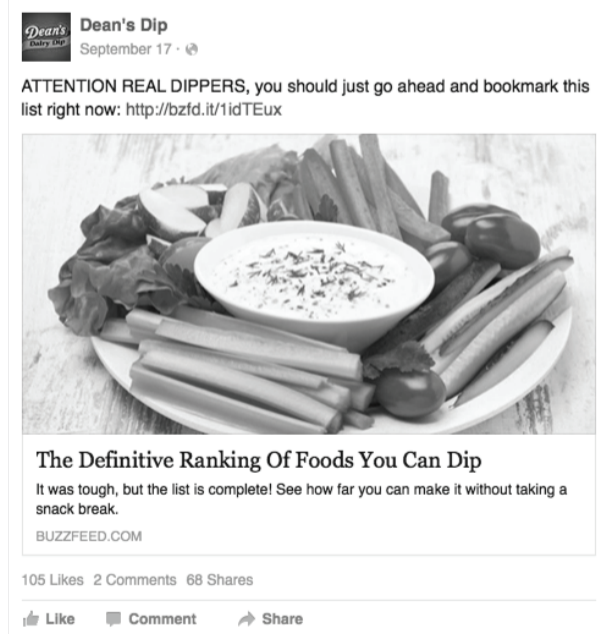 Dean's
Dairy Dip
Dean's Dip
September 17 ·
ATTENTION REAL DIPPERS, you should just go ahead and bookmark this
list right now: http://bzfd.it/1idTEux
The Definitive Ranking Of Foods You Can Dip
It was tough, but the list is complete! See how far you can make it without taking a
snack break.
BUZZFEED.COM
105 Likes 2 Comments 68 Shares
Like Comment Share